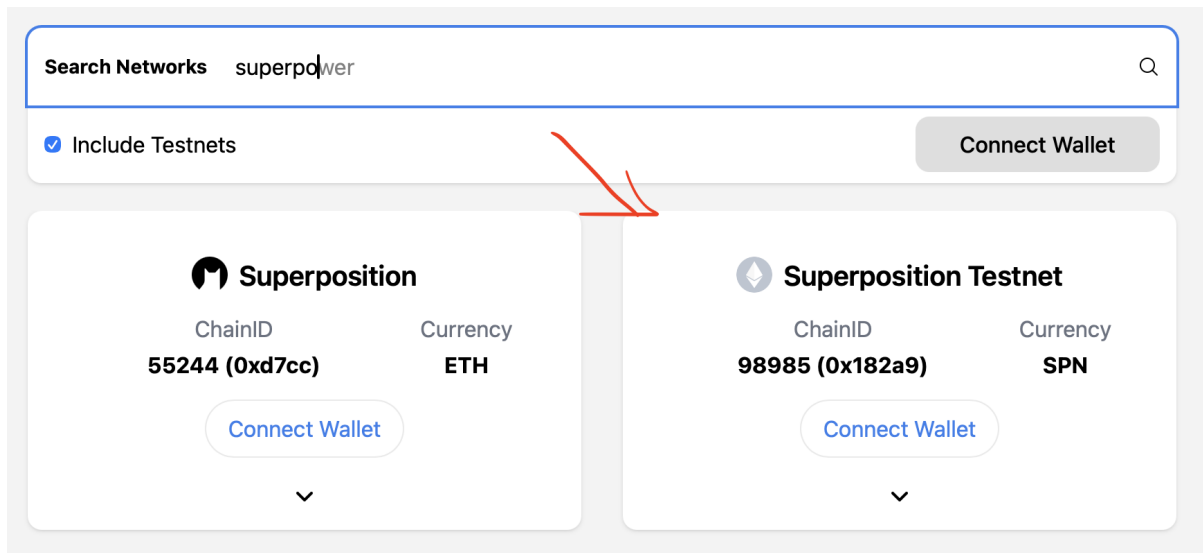 Search Networks superpower
Include Testnets
Connect Wallet
Superposition
ChainID Currency
55244 (0xd7cc) ETH
Connect Wallet
Superposition Testnet
ChainID Currency
98985 (0x182a9) SPN
Connect Wallet